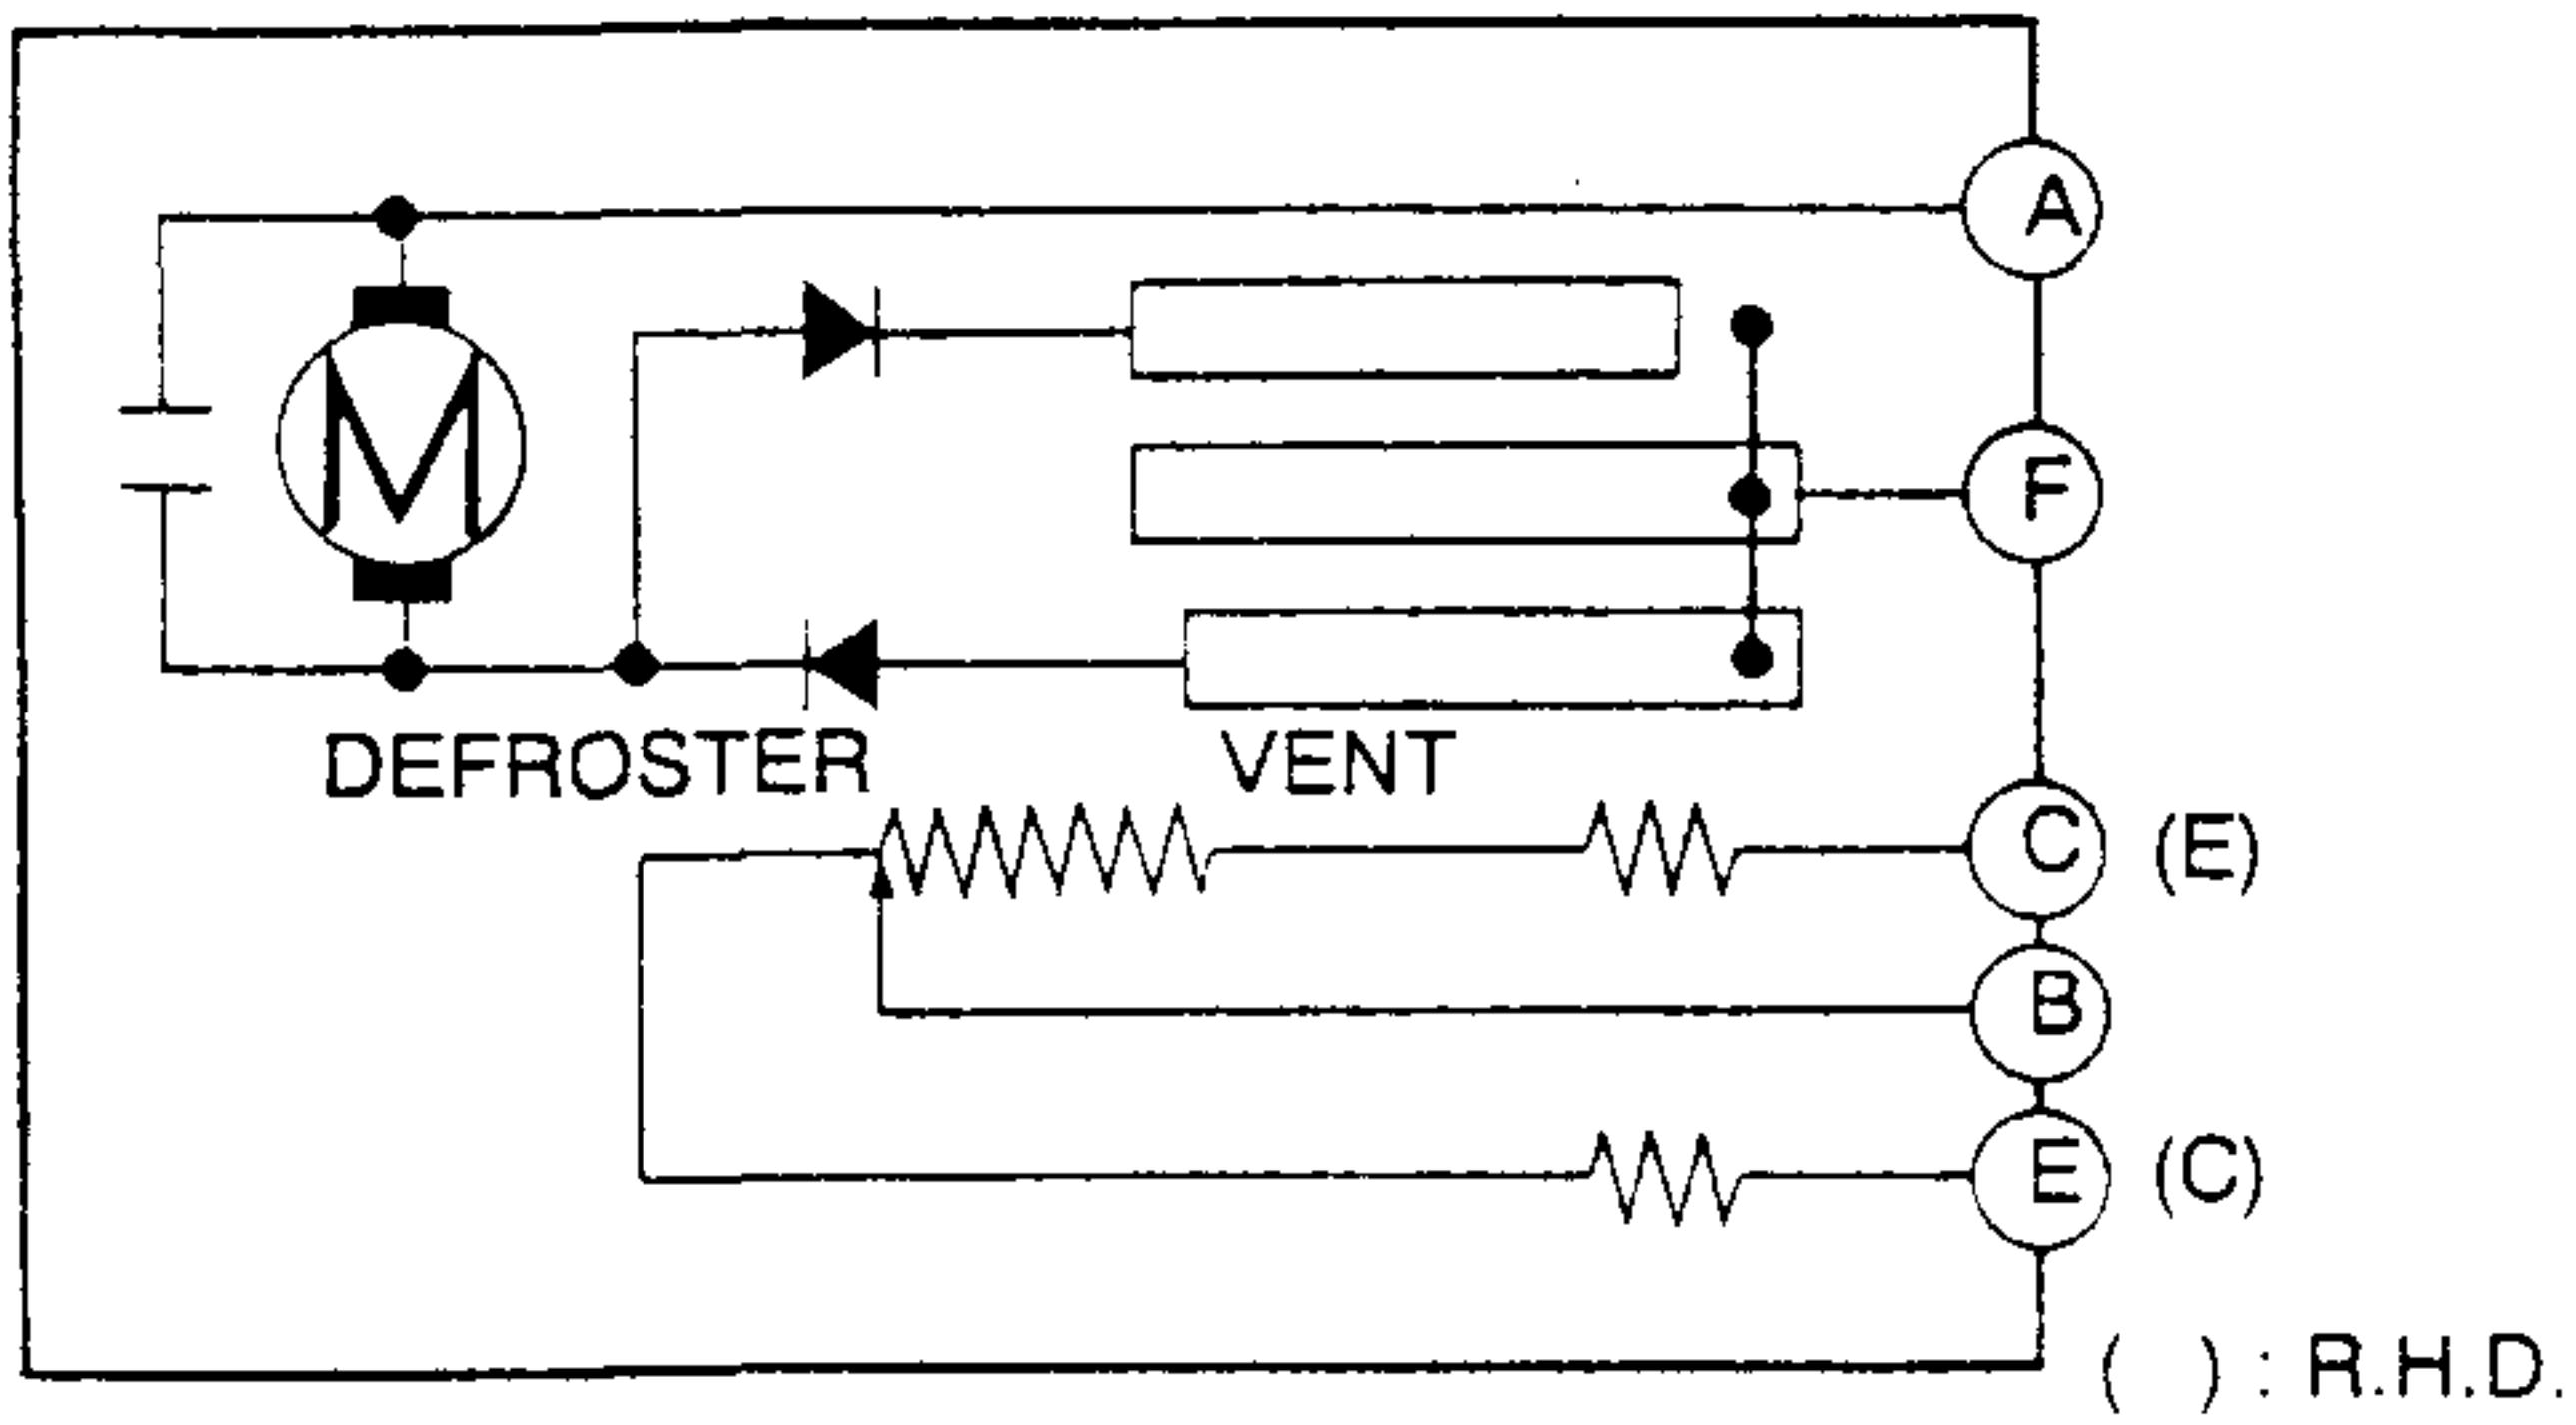 A
M
F
DEFROSTER VENT
C (E)
B
E (C)
( ) : R.H.D.